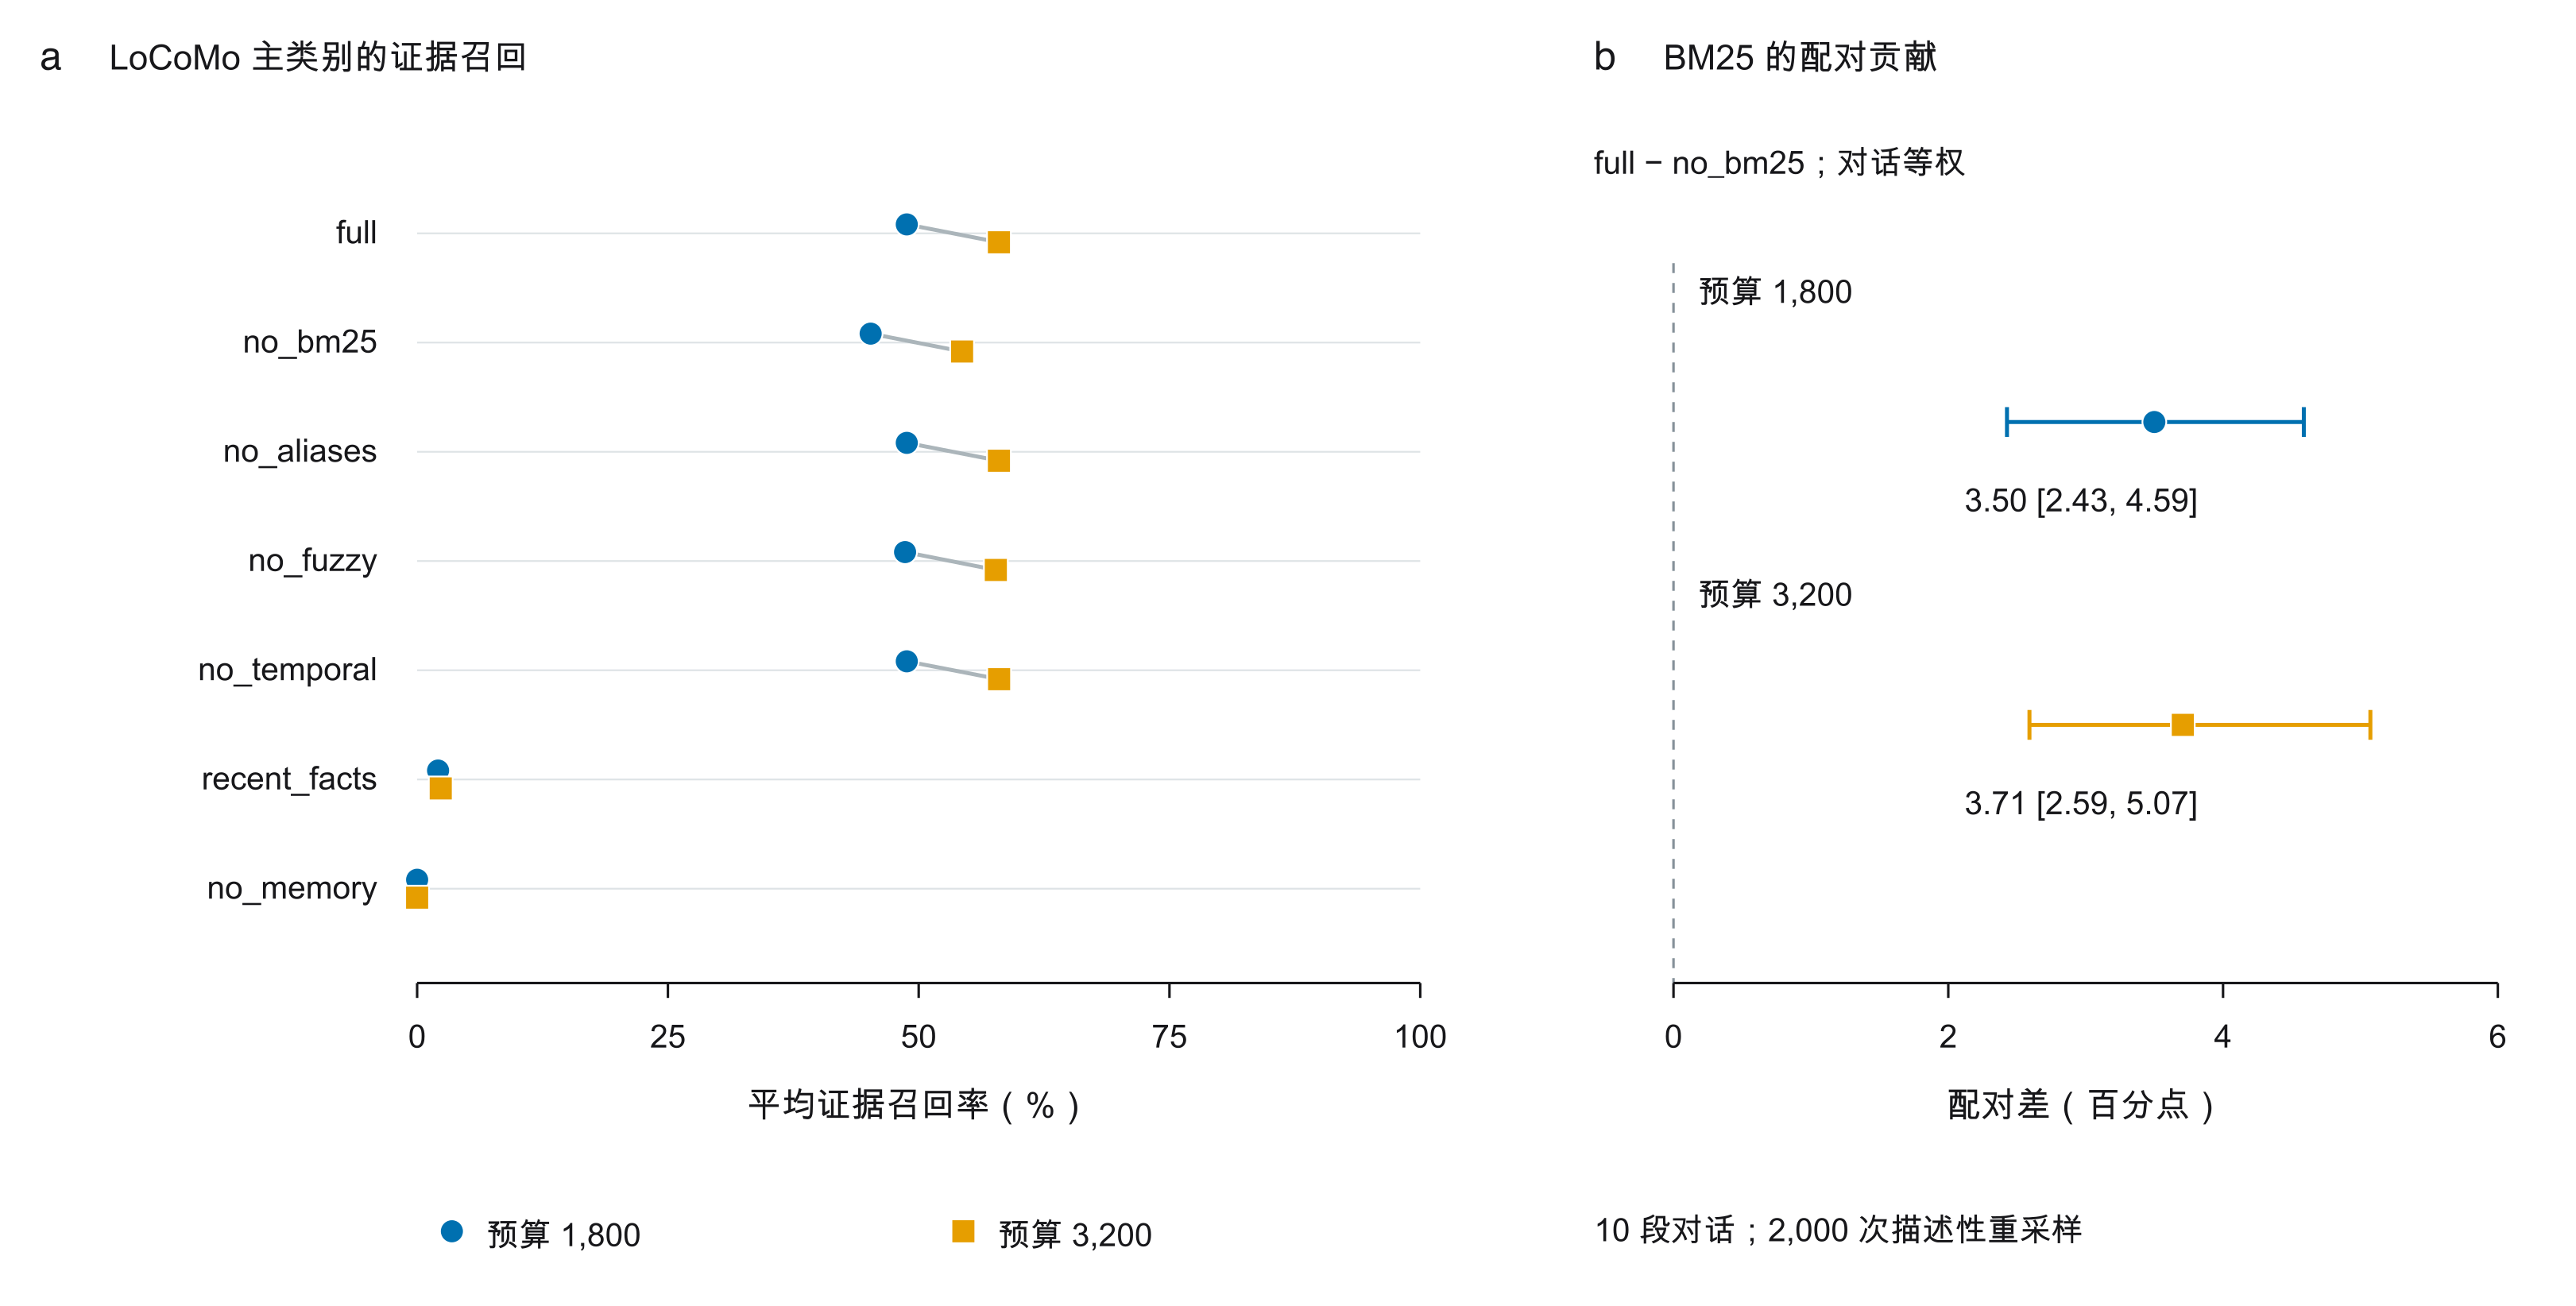 a LoCoMo 主类别的证据召回
full
no_bm25
no_aliases
no_fuzzy
no_temporal
recent_facts
no_memory
0 25 50 75 100
平均证据召回率（%）
预算 1,800 预算 3,200
b BM25 的配对贡献
full − no_bm25；对话等权
预算 1,800
3.50 [2.43, 4.59]
预算 3,200
3.71 [2.59, 5.07]
0 2 4 6
配对差（百分点）
10 段对话；2,000 次描述性重采样